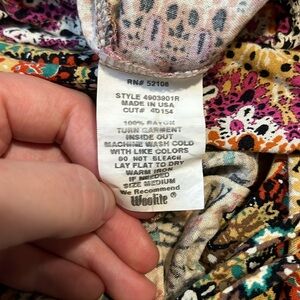 RN# 52108
STYLE 4903901R
MADE IN USA
CUT# 4D154
100% RAYON
TURN GARMENT
INSIDE OUT
MACHINE WASH COLD
WITH LIKE COLORS
DO NOT BLEACH
LAY FLAT TO DRY
WARM IRON
IF NEEDED
SIZE MEDIUM
We Recommend
Woolite ®